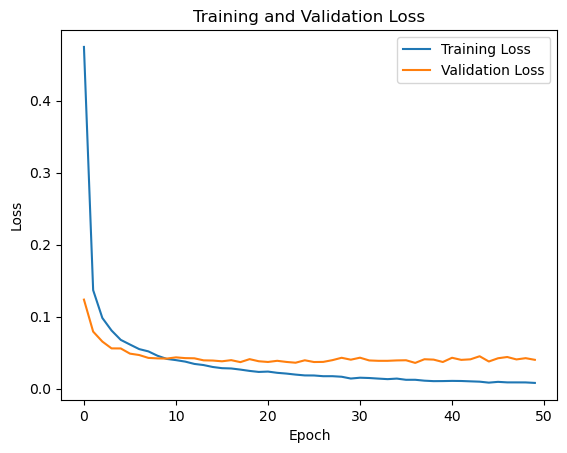 Training and Validation Loss
Training Loss
Validation Loss
Loss
0.4
0.3
0.2
0.1
0.0
0
10
20
30
40
50
Epoch